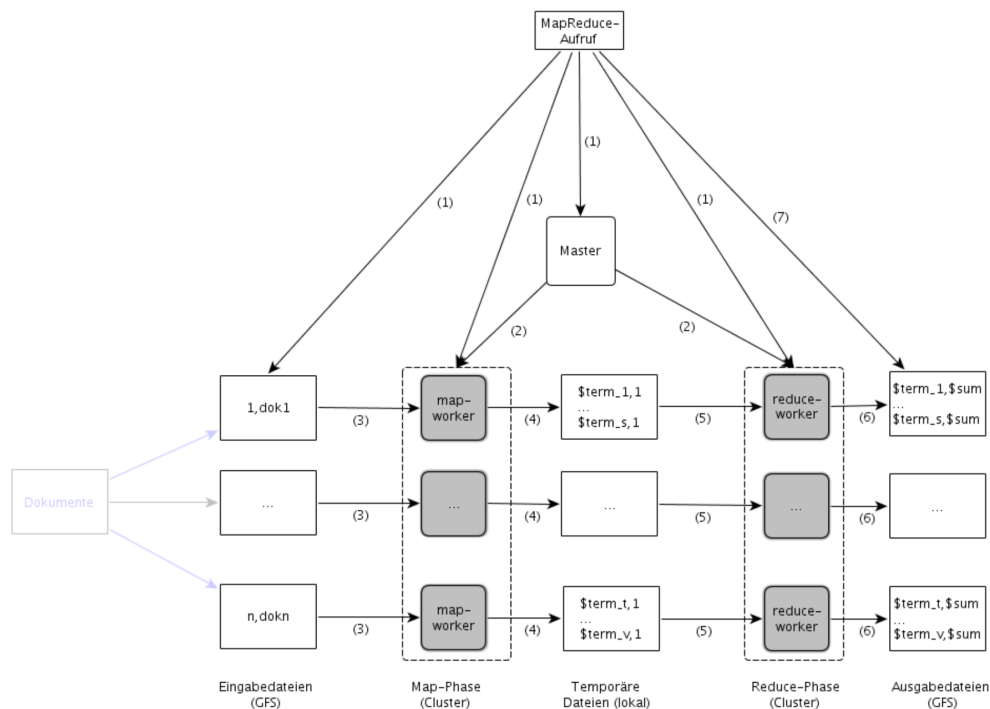 MapReduce-
Aufruf
(1)
(1)
(1)
(1)
(7)
Master
(2)
(2)
1,dok1
(3)
map-
worker
(4)
$term_1,1
...
$term_s,1
(5)
reduce-
worker
(6)
$term_1,$sum
...
$term_s,$sum
Dokumente
...
(3)
...
(4)
...
(5)
...
(6)
...
n,dokn
(3)
map-
worker
(4)
$term_t,1
...
$term_v,1
(5)
reduce-
worker
(6)
$term_t,$sum
...
$term_v,$sum
Eingabedateien
(GFS)
Map-Phase
(Cluster)
Temporäre
Dateien (lokal)
Reduce-Phase
(Cluster)
Ausgabedateien
(GFS)